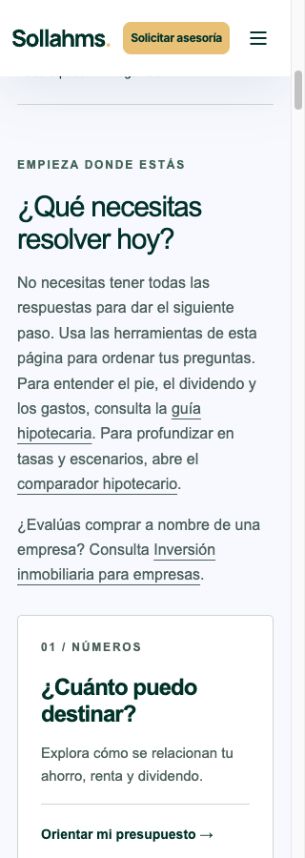 Sollahms.
Solicitar asesoría
EMPIEZA DONDE ESTÁS
¿Qué necesitas
resolver hoy?
No necesitas tener todas las
respuestas para dar el siguiente
paso. Usa las herramientas de esta
página para ordenar tus preguntas.
Para entender el pie, el dividendo y
los gastos, consulta la guía
hipotecaria. Para profundizar en
tasas y escenarios, abre el
comparador hipotecario.
¿Evalúas comprar a nombre de una
empresa? Consulta Inversión
inmobiliaria para empresas.
01 / NÚMEROS
¿Cuánto puedo
destinar?
Explora cómo se relacionan tu
ahorro, renta y dividendo.
Orientar mi presupuesto →